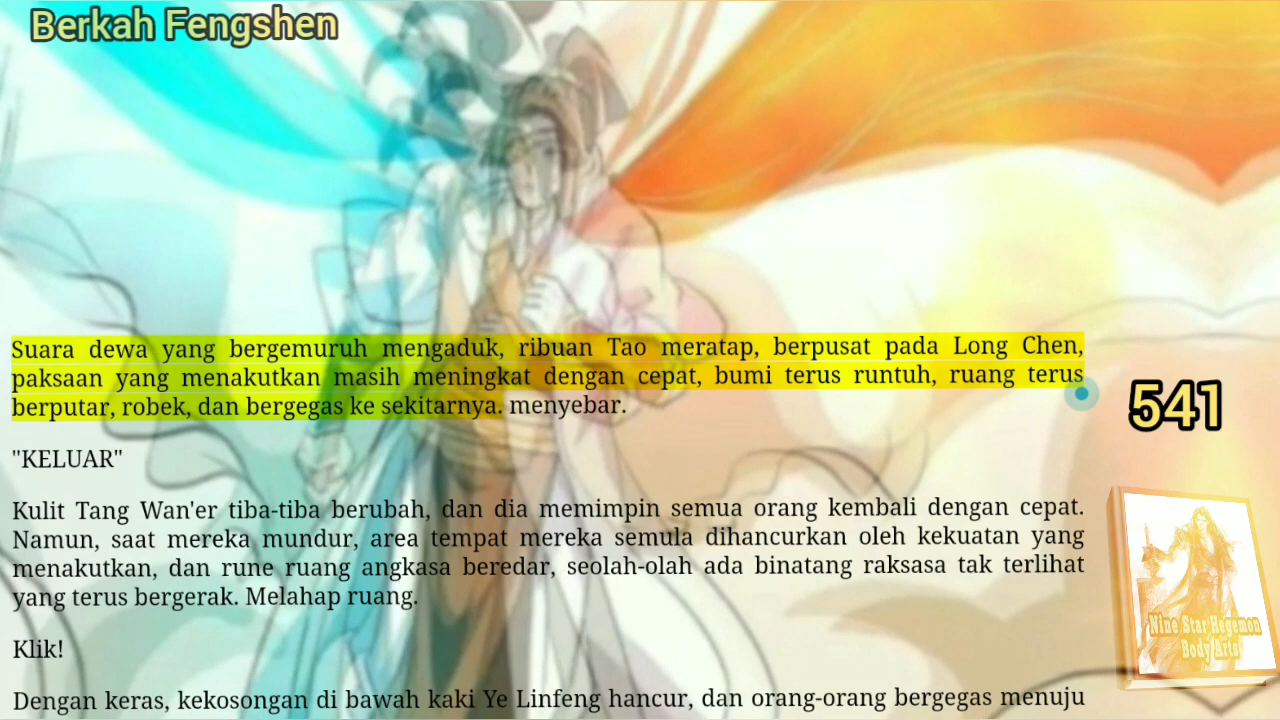 Berkah Fengshen
Suara dewa yang bergemuruh mengaduk, ribuan Tao meratap, berpusat pada Long Chen,
paksaan yang menakutkan masih meningkat dengan cepat, bumi terus runtuh, ruang terus
berputar, robek, dan bergegas ke sekitarnya. menyebar.
541
"KELUAR"
Kulit Tang Wan'er tiba-tiba berubah, dan dia memimpin semua orang kembali dengan cepat.
Namun, saat mereka mundur, area tempat mereka semula dihancurkan oleh kekuatan yang
menakutkan, dan rune ruang angkasa beredar, seolah-olah ada binatang raksasa tak terlihat
yang terus bergerak. Melahap ruang.
Nine Star Hegemon
Body Arts
Klik!
Dengan keras, kekosongan di bawah kaki Ye Linfeng hancur, dan orang-orang bergegas menuju